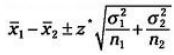 x̄₁ − x̄₂ ± z* √(σ₁²/n₁ + σ₂²/n₂)